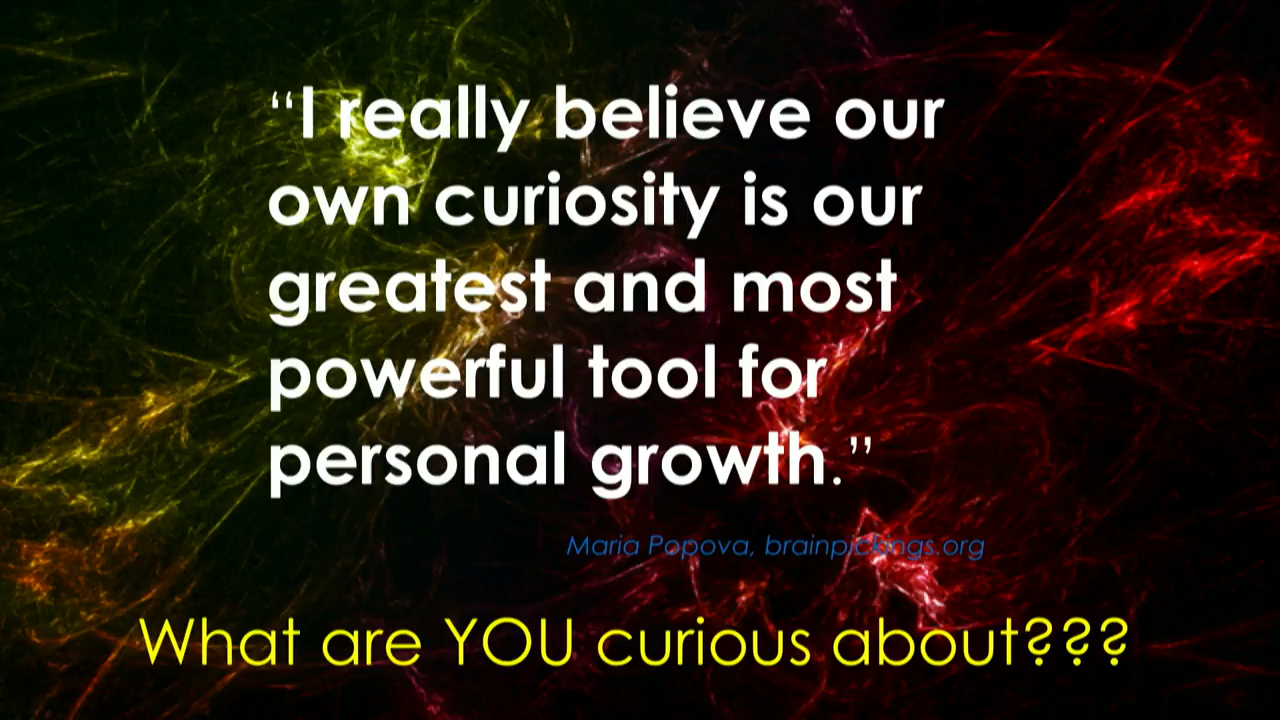 “I really believe our
own curiosity is our
greatest and most
powerful tool for
personal growth.”
Maria Popova, brainpickings.org
What are YOU curious about???